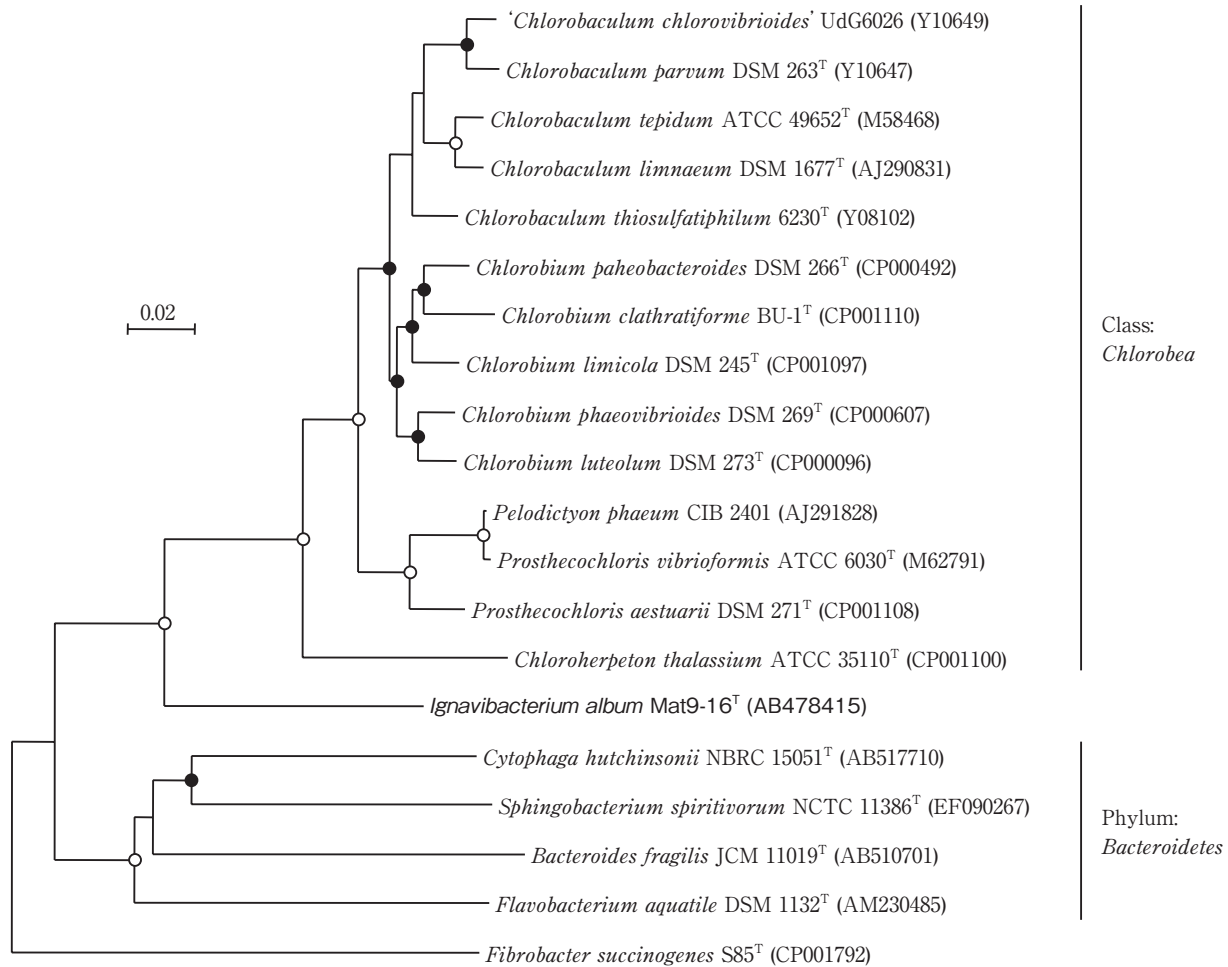 ‘Chlorobaculum chlorovibrioides’ UdG6026 (Y10649)
Chlorobaculum parvum DSM 263ᵀ (Y10647)
Chlorobaculum tepidum ATCC 49652ᵀ (M58468)
Chlorobaculum limnaeum DSM 1677ᵀ (AJ290831)
Chlorobaculum thiosulfatiphilum 6230ᵀ (Y08102)
Chlorobium paheobacteroides DSM 266ᵀ (CP000492)
0.02
Chlorobium clathratiforme BU-1ᵀ (CP001110)
Class:
Chlorobea
Chlorobium limicola DSM 245ᵀ (CP001097)
Chlorobium phaeovibrioides DSM 269ᵀ (CP000607)
Chlorobium luteolum DSM 273ᵀ (CP000096)
Pelodictyon phaeum CIB 2401 (AJ291828)
Prosthecochloris vibrioformis ATCC 6030ᵀ (M62791)
Prosthecochloris aestuarii DSM 271ᵀ (CP001108)
Chloroherpeton thalassium ATCC 35110ᵀ (CP001100)
Ignavibacterium album Mat9-16ᵀ (AB478415)
Cytophaga hutchinsonii NBRC 15051ᵀ (AB517710)
Sphingobacterium spiritivorum NCTC 11386ᵀ (EF090267)
Phylum:
Bacteroidetes
Bacteroides fragilis JCM 11019ᵀ (AB510701)
Flavobacterium aquatile DSM 1132ᵀ (AM230485)
Fibrobacter succinogenes S85ᵀ (CP001792)